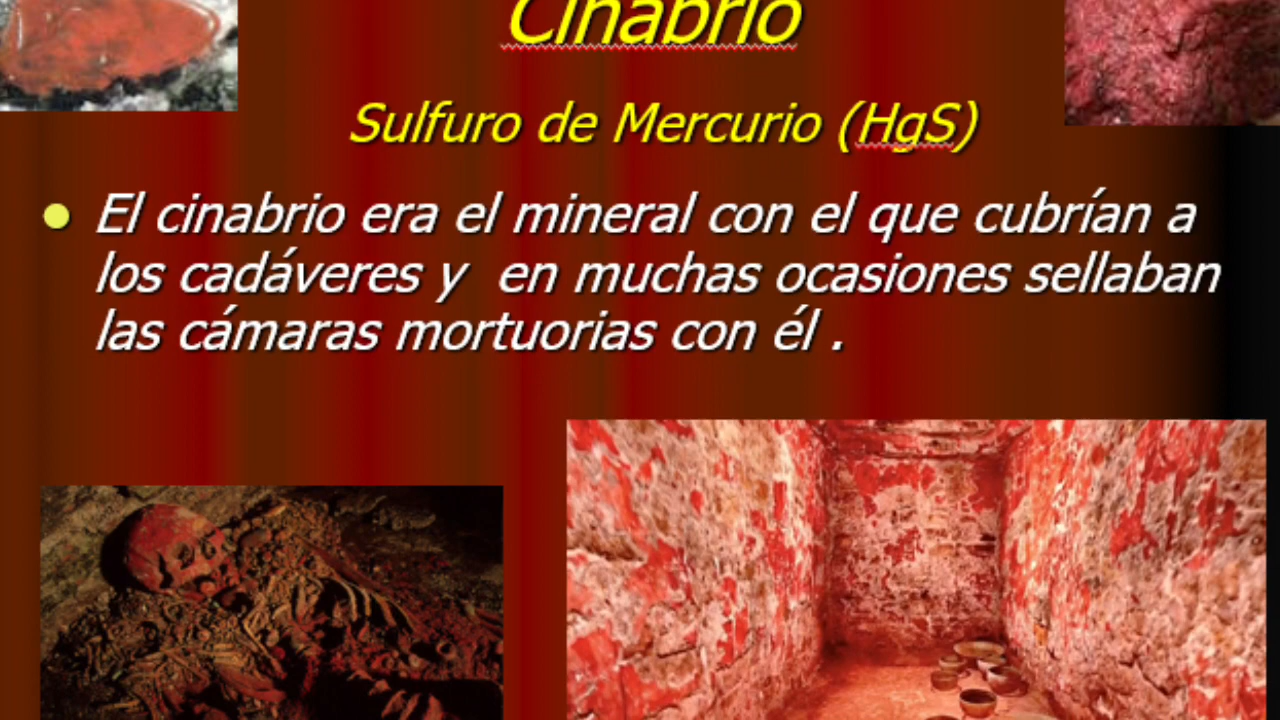 Cinabrio
Sulfuro de Mercurio (HgS)
El cinabrio era el mineral con el que cubrían a
los cadáveres y en muchas ocasiones sellaban
las cámaras mortuorias con él .